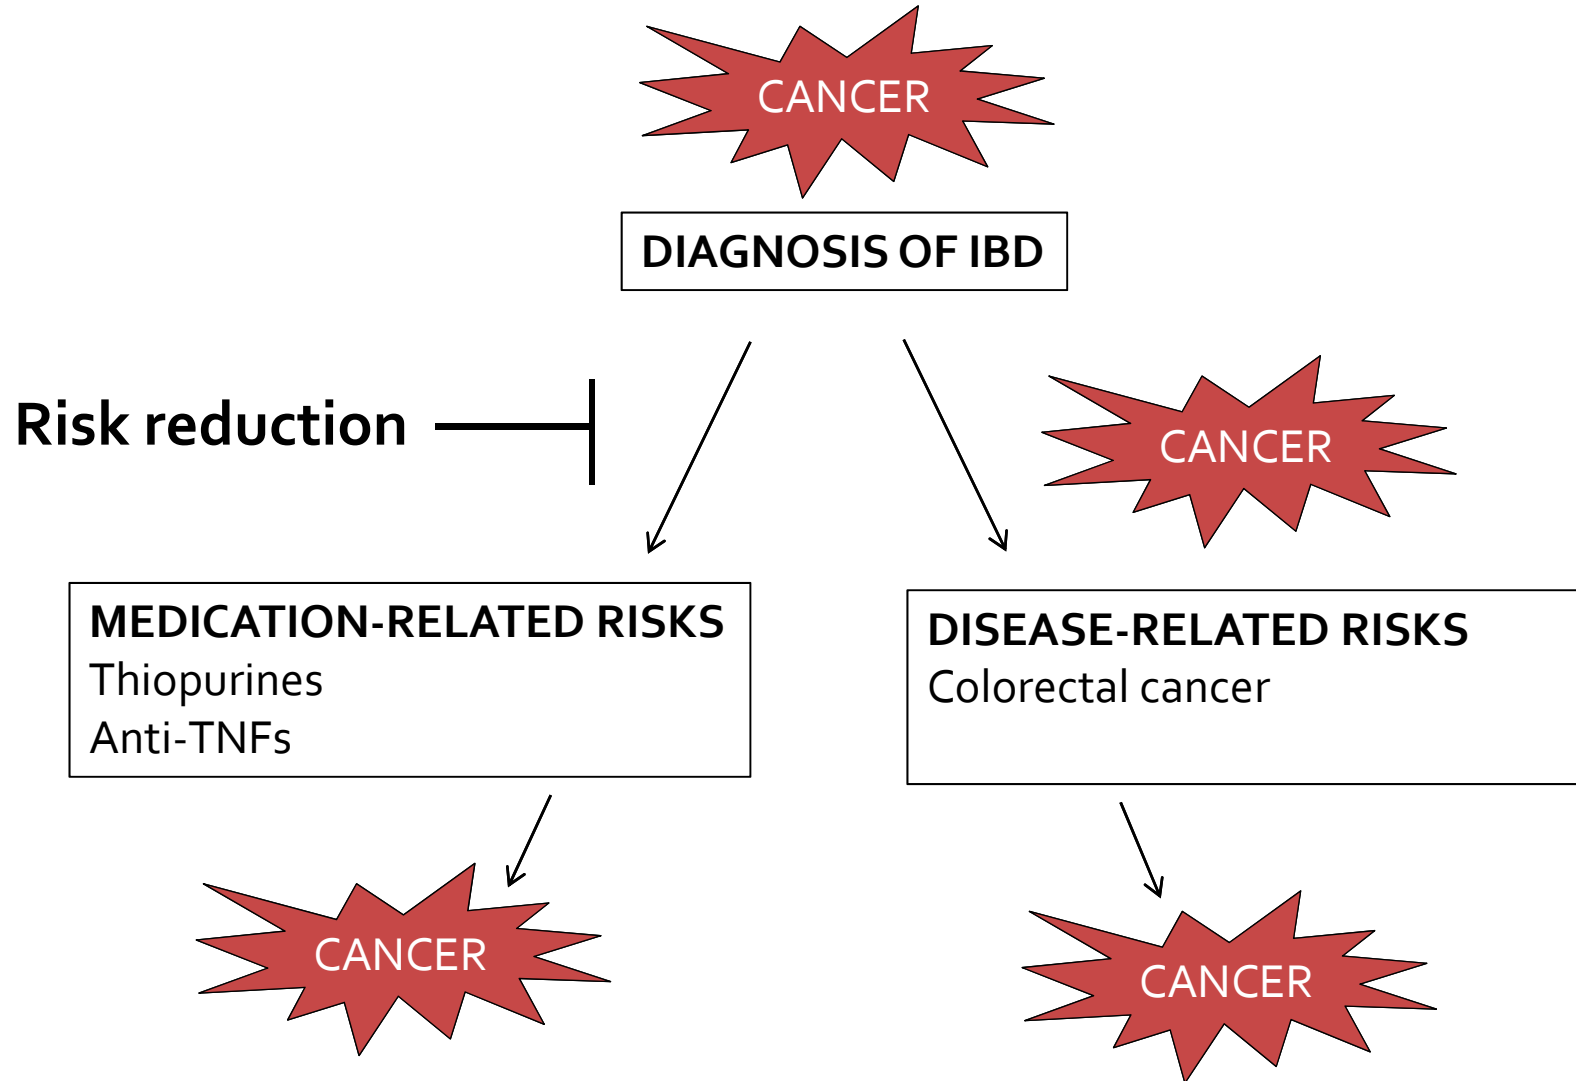 CANCER
DIAGNOSIS OF IBD
Risk reduction
CANCER
MEDICATION-RELATED RISKS
Thiopurines
Anti-TNFs
DISEASE-RELATED RISKS
Colorectal cancer
CANCER
CANCER